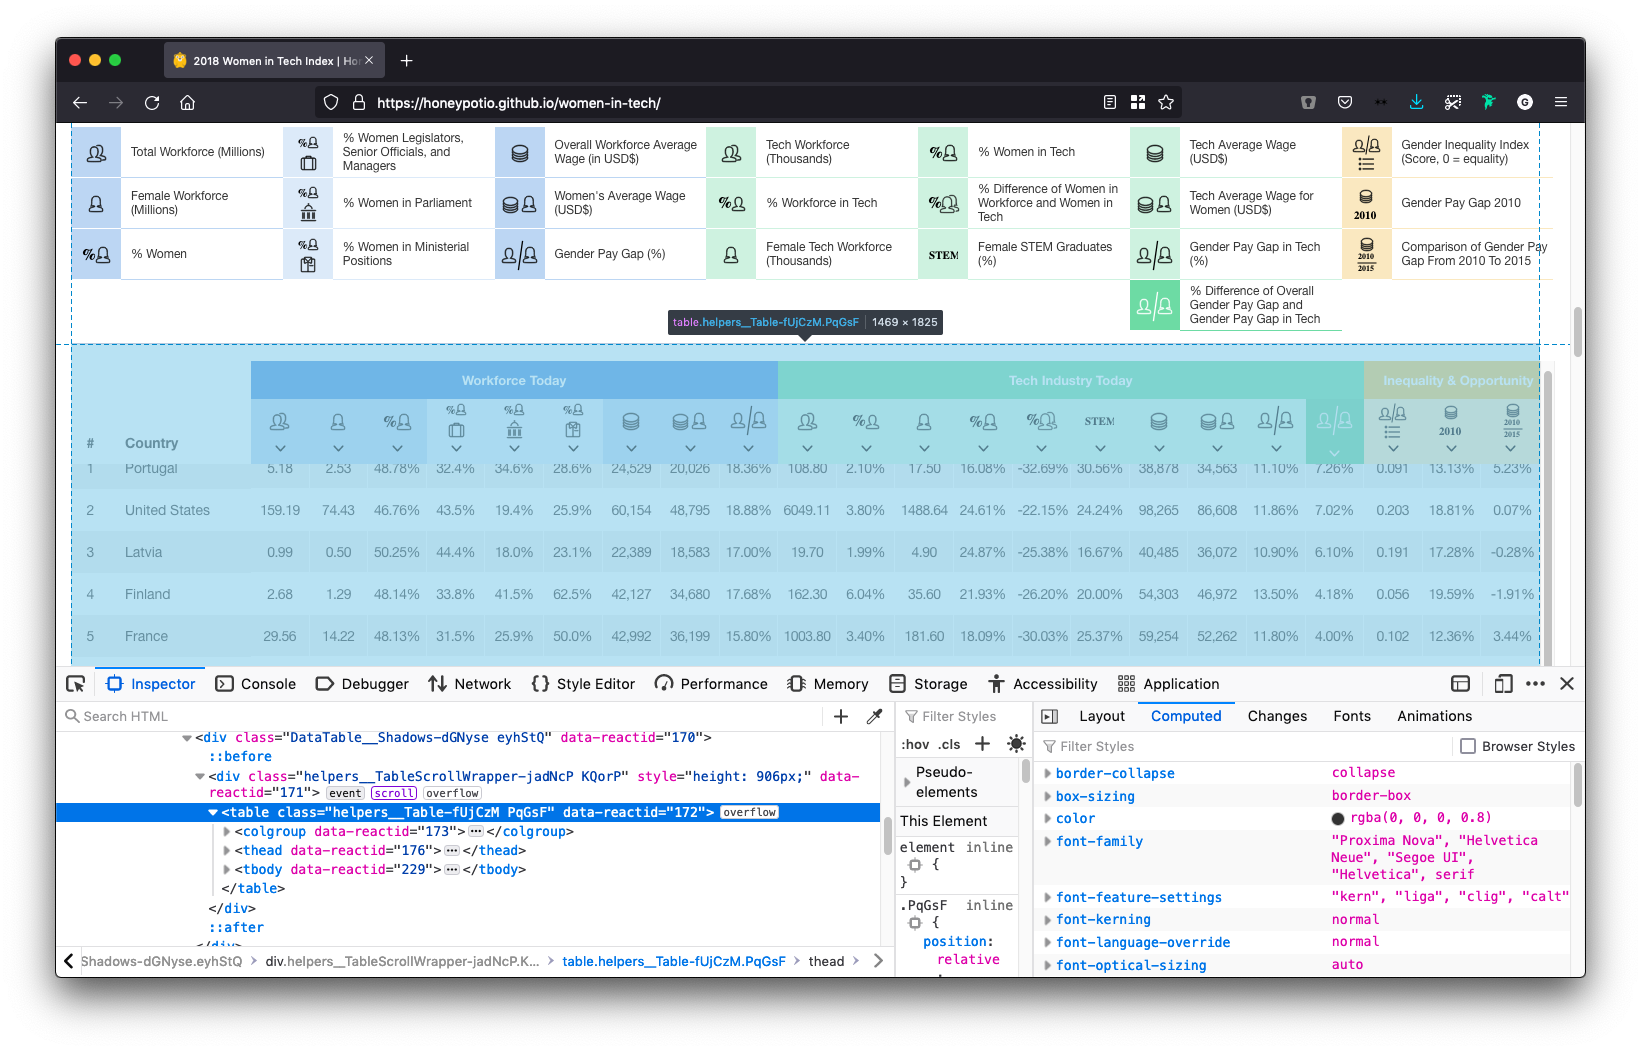 2018 Women in Tech Index | Ho
https://honeypotio.github.io/women-in-tech/
G
Total Workforce (Millions)
% Women Legislators,
Senior Officials, and
Managers
Overall Workforce Average
Wage (in USD$)
Tech Workforce
(Thousands)
% Women in Tech
Tech Average Wage
(USD$)
Gender Inequality Index
(Score, 0 = equality)
Female Workforce
(Millions)
% Women in Parliament
Women's Average Wage
(USD$)
% Workforce in Tech
% Difference of Women in
Workforce and Women in
Tech
Tech Average Wage for
Women (USD$)
2010
Gender Pay Gap 2010
% Women
% Women in Ministerial
Positions
Gender Pay Gap (%)
Female Tech Workforce
(Thousands)
STEM
Female STEM Graduates
(%)
Gender Pay Gap in Tech
(%)
2010
2015
Comparison of Gender Pay
Gap From 2010 To 2015
% Difference of Overall
Gender Pay Gap and
Gender Pay Gap in Tech
table.helpers__Table-fUjCzM.PqGsF | 1469 × 1825
Workforce Today Tech Industry Today Inequality & Opportunity
# Country % % % % % % % STEM 2010 2010 2015
1 Portugal 5.18 2.53 48.78% 32.4% 34.6% 28.6% 24,529 20,026 18.36% 108.80 2.10% 17.50 16.08% -32.69% 30.56% 38,878 34,563 11.10% 7.26% 0.091 13.13% 5.23%
2 United States 159.19 74.43 46.76% 43.5% 19.4% 25.9% 60,154 48,795 18.88% 6049.11 3.80% 1488.64 24.61% -22.15% 24.24% 98,265 86,608 11.86% 7.02% 0.203 18.81% 0.07%
3 Latvia 0.99 0.50 50.25% 44.4% 18.0% 23.1% 22,389 18,583 17.00% 19.70 1.99% 4.90 24.87% -25.38% 16.67% 40,485 36,072 10.90% 6.10% 0.191 17.28% -0.28%
4 Finland 2.68 1.29 48.14% 33.8% 41.5% 62.5% 42,127 34,680 17.68% 162.30 6.04% 35.60 21.93% -26.20% 20.00% 54,303 46,972 13.50% 4.18% 0.056 19.59% -1.91%
5 France 29.56 14.22 48.13% 31.5% 25.9% 50.0% 42,992 36,199 15.80% 1003.80 3.40% 181.60 18.09% -30.03% 25.37% 59,254 52,262 11.80% 4.00% 0.102 12.36% 3.44%
Inspector Console Debugger Network {} Style Editor Performance Memory Storage Accessibility Application
Search HTML
<div class="DataTable__Shadows-dGNyse eyhStQ" data-reactid="170">
::before
<div class="helpers__TableScrollWrapper-jadNcP KQorP" style="height: 906px;" data-
reactid="171"> event scroll overflow
<table class="helpers__Table-fUjCzM PqGsF" data-reactid="172"> overflow
<colgroup data-reactid="173"> ••• </colgroup>
<thead data-reactid="176"> ••• </thead>
<tbody data-reactid="229"> ••• </tbody>
</table>
</div>
::after
</div>
Shadows-dGNyse.eyhStQ > div.helpers__TableScrollWrapper-jadNcP.K... > table.helpers__Table-fUjCzM.PqGsF > thead >
Filter Styles
:hov .cls +
Pseudo-
elements
This Element
element inline
{
}
.PqGsF inline
{
position:
relative
Layout Computed Changes Fonts Animations
Filter Styles Browser Styles
border-collapse collapse
box-sizing border-box
color rgba(0, 0, 0, 0.8)
font-family "Proxima Nova", "Helvetica
Neue", "Segoe UI",
"Helvetica", serif
font-feature-settings "kern", "liga", "clig", "calt"
font-kerning normal
font-language-override normal
font-optical-sizing auto